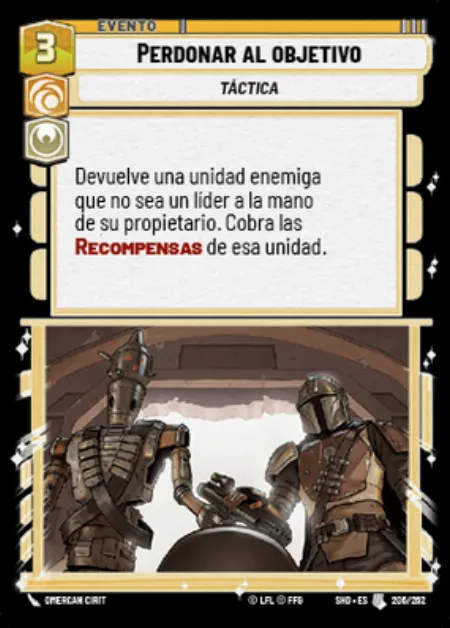 EVENTO
3
PERDONAR AL OBJETIVO
TÁCTICA
Devuelve una unidad enemiga
que no sea un líder a la mano
de su propietario. Cobra las
RECOMPENSAS de esa unidad.
OMERCAN CIRIT
© LFL © FFG
SHD • ES
206/262